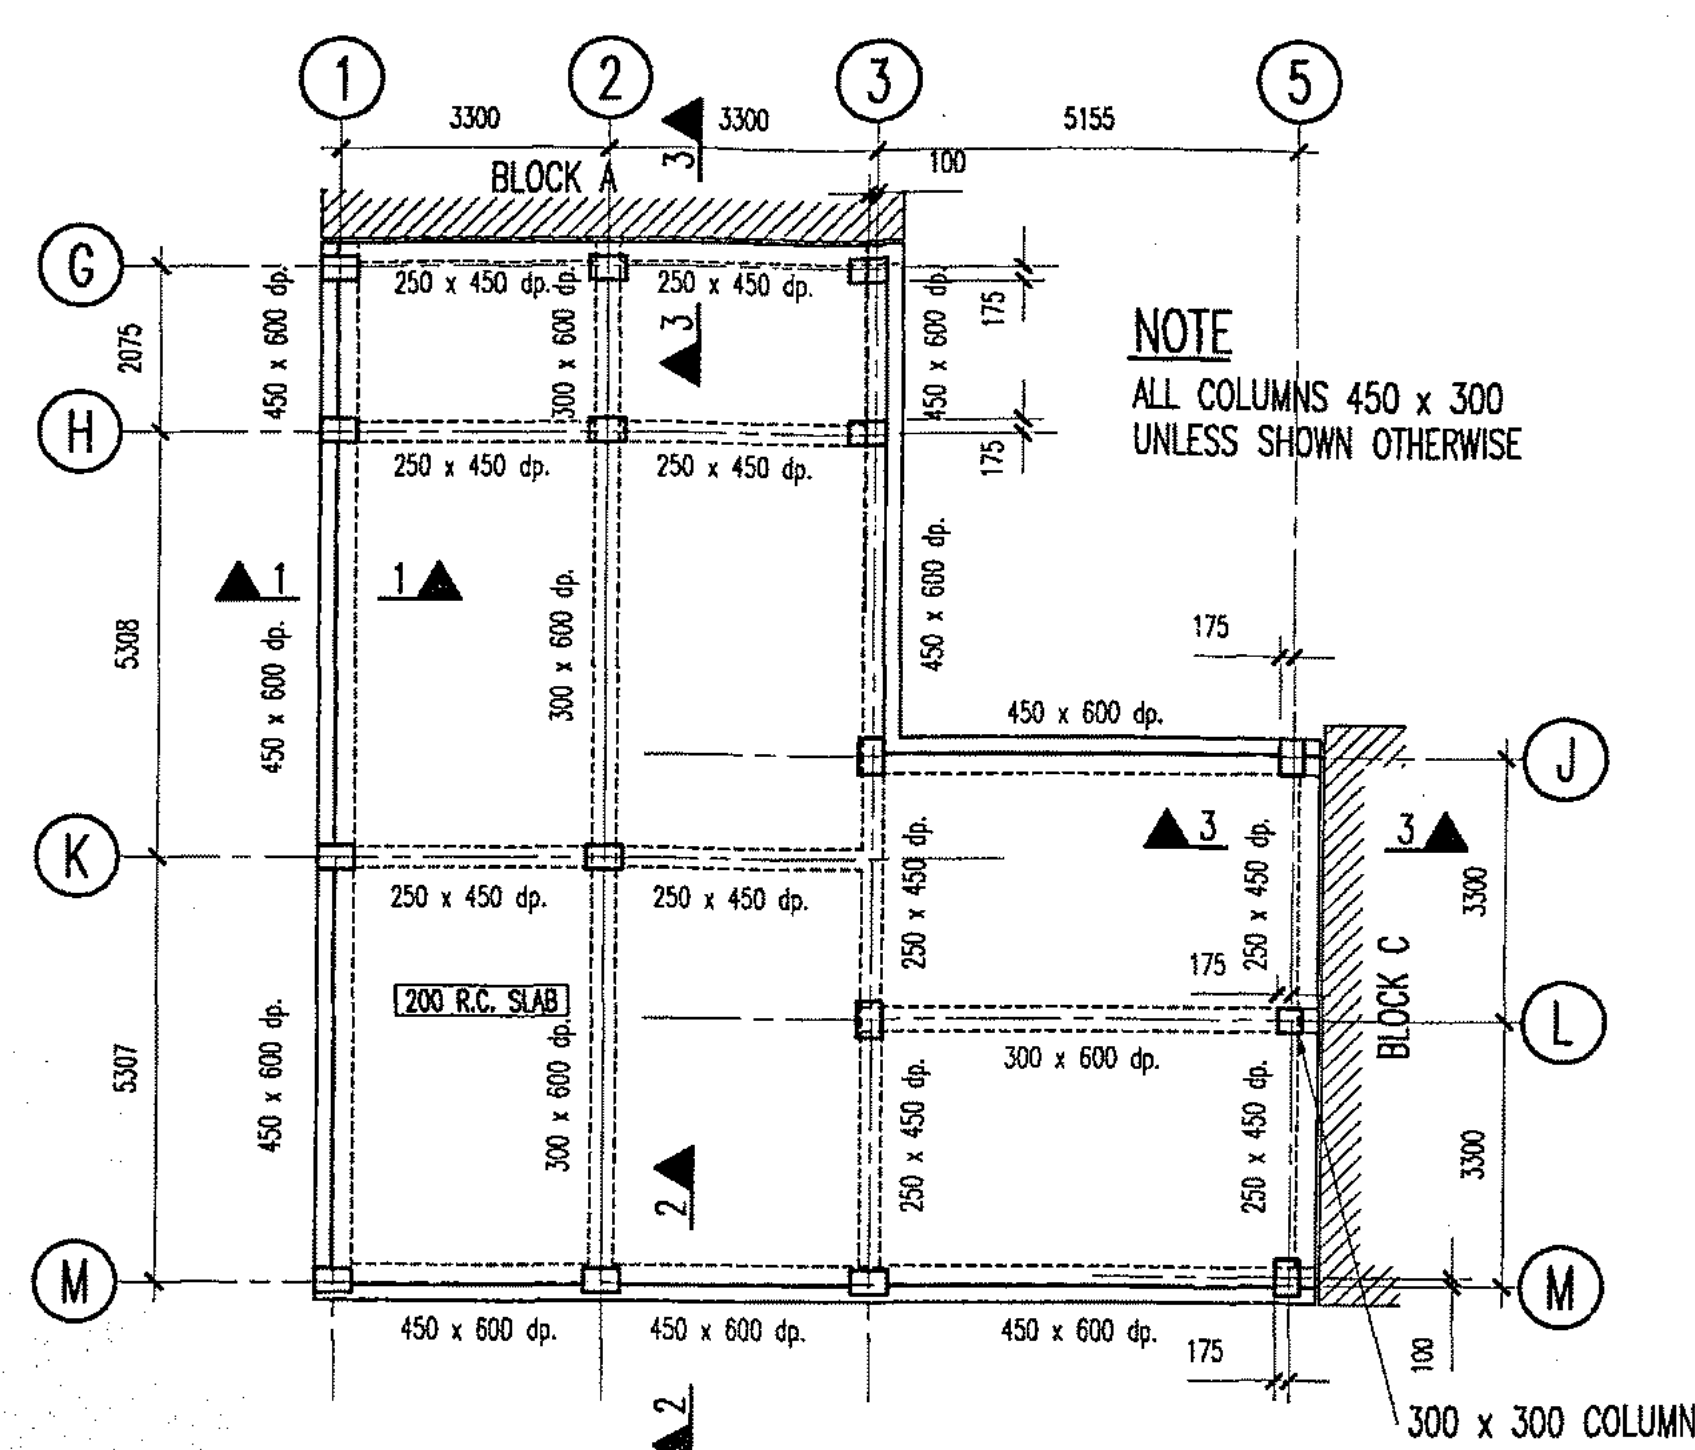 1
2
3
5
3300
3300
5155
3
100
BLOCK A
G
250 x 450 dp.
250 x 450 dp.
450 x 600 dp.
300 x 600 dp.
450 x 600 dp.
175
3
2075
NOTE
ALL COLUMNS 450 x 300
UNLESS SHOWN OTHERWISE
H
250 x 450 dp.
250 x 450 dp.
175
1
1
5308
450 x 600 dp.
300 x 600 dp.
450 x 600 dp.
175
450 x 600 dp.
J
3
3
K
250 x 450 dp.
250 x 450 dp.
250 x 450 dp.
250 x 450 dp.
3300
175
BLOCK C
200 R.C. SLAB
L
300 x 600 dp.
5307
450 x 600 dp.
300 x 600 dp.
250 x 450 dp.
250 x 450 dp.
3300
2
M
M
450 x 600 dp.
450 x 600 dp.
450 x 600 dp.
175
100
2
300 x 300 COLUMN